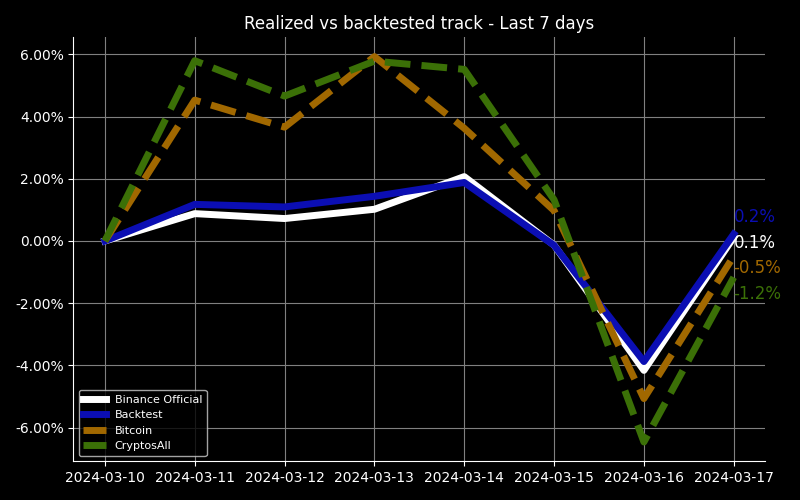 Realized vs backtested track - Last 7 days
6.00%
4.00%
2.00%
0.00%
-2.00%
-4.00%
-6.00%
0.2%
0.1%
-0.5%
-1.2%
Binance Official
Backtest
Bitcoin
CryptosAll
2024-03-10 2024-03-11 2024-03-12 2024-03-13 2024-03-14 2024-03-15 2024-03-16 2024-03-17